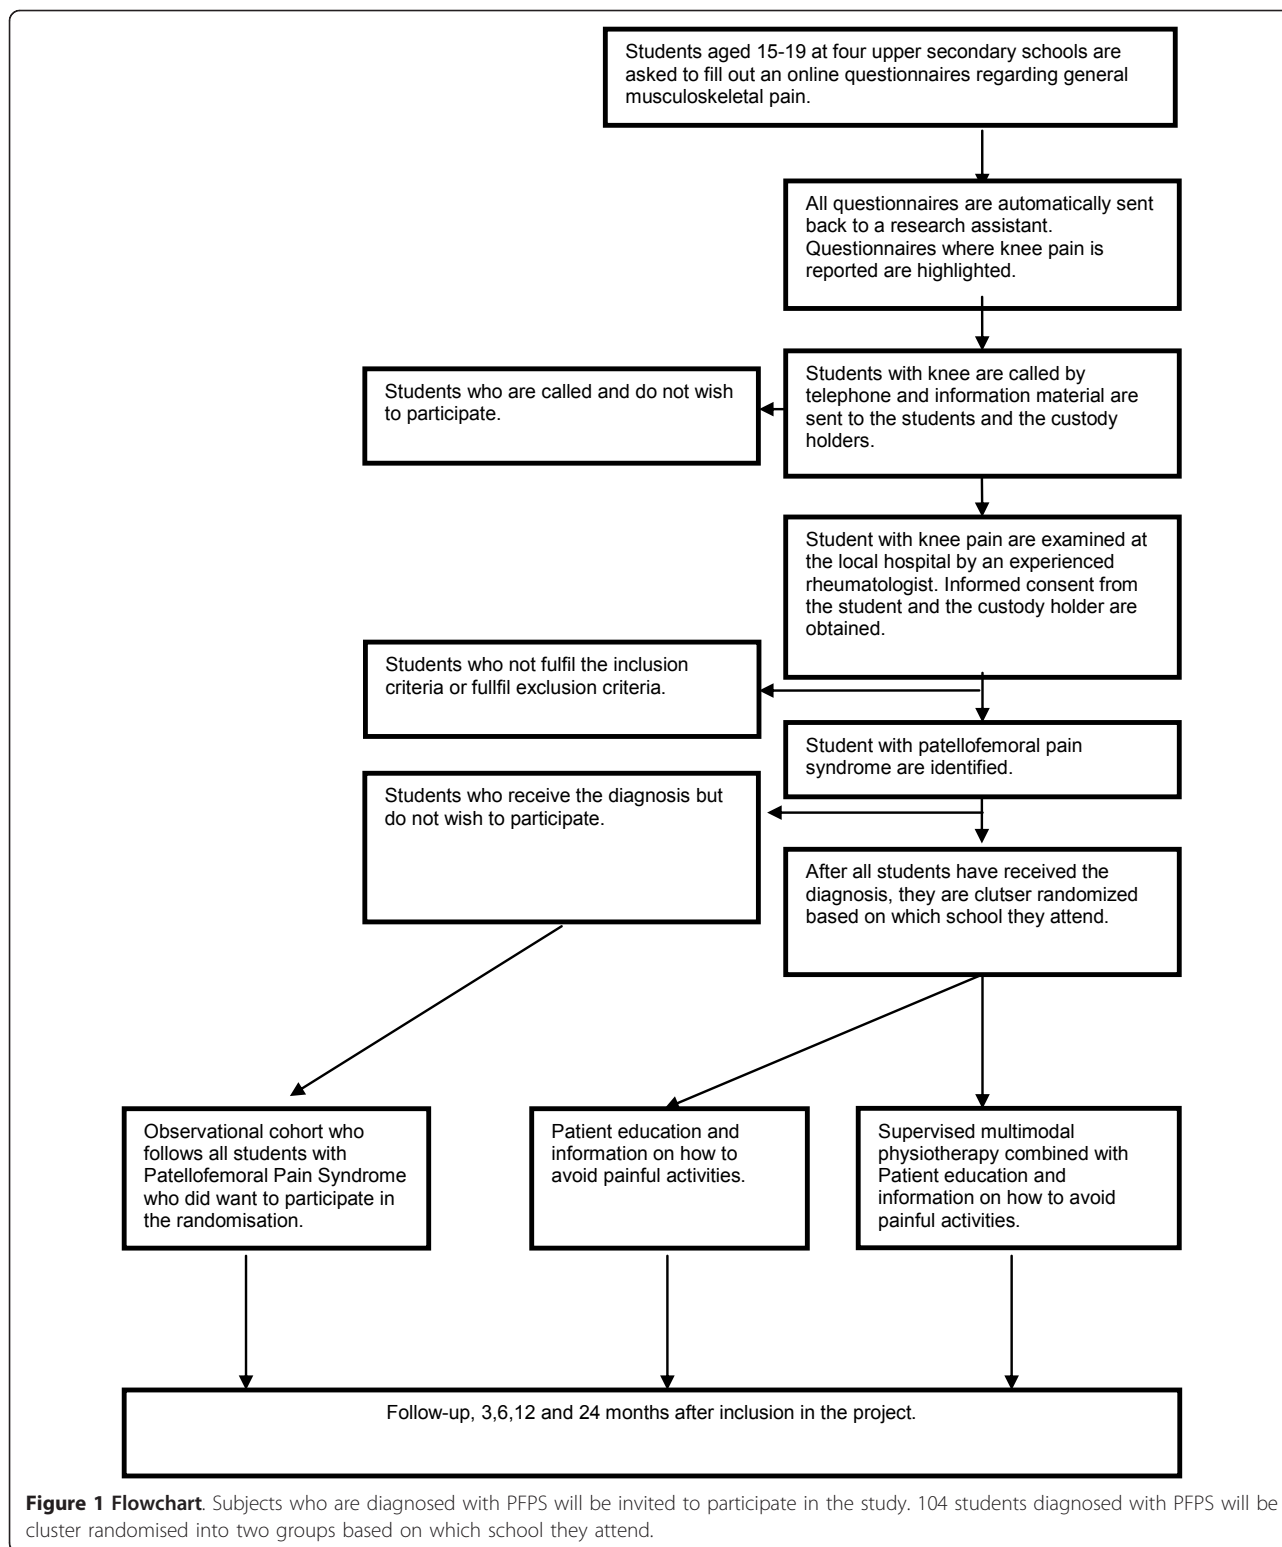 Students aged 15-19 at four upper secondary schools are
asked to fill out an online questionnaires regarding general
musculoskeletal pain.
All questionnaires are automatically sent
back to a research assistant.
Questionnaires where knee pain is
reported are highlighted.
Students who are called and do not wish
to participate.
Students with knee are called by
telephone and information material are
sent to the students and the custody
holders.
Student with knee pain are examined at
the local hospital by an experienced
rheumatologist. Informed consent from
the student and the custody holder are
obtained.
Students who not fulfil the inclusion
criteria or fullfil exclusion criteria.
Student with patellofemoral pain
syndrome are identified.
Students who receive the diagnosis but
do not wish to participate.
After all students have received the
diagnosis, they are clutser randomized
based on which school they attend.
Observational cohort who
follows all students with
Patellofemoral Pain Syndrome
who did want to participate in
the randomisation.
Patient education and
information on how to
avoid painful activities.
Supervised multimodal
physiotherapy combined with
Patient education and
information on how to avoid
painful activities.
Follow-up, 3,6,12 and 24 months after inclusion in the project.
Figure 1 Flowchart. Subjects who are diagnosed with PFPS will be invited to participate in the study. 104 students diagnosed with PFPS will be
cluster randomised into two groups based on which school they attend.